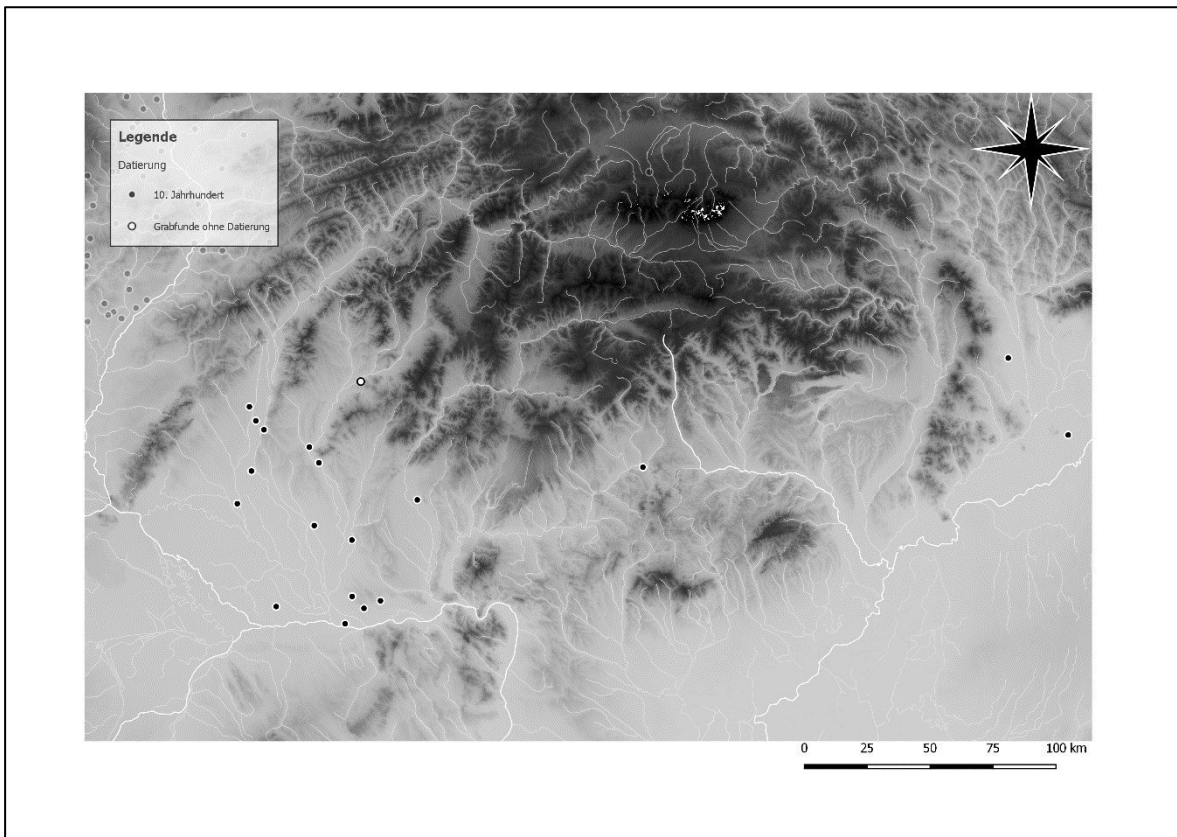 Legende
Datierung
10. Jahrhundert
Grabfunde ohne Datierung
0 25 50 75 100 km